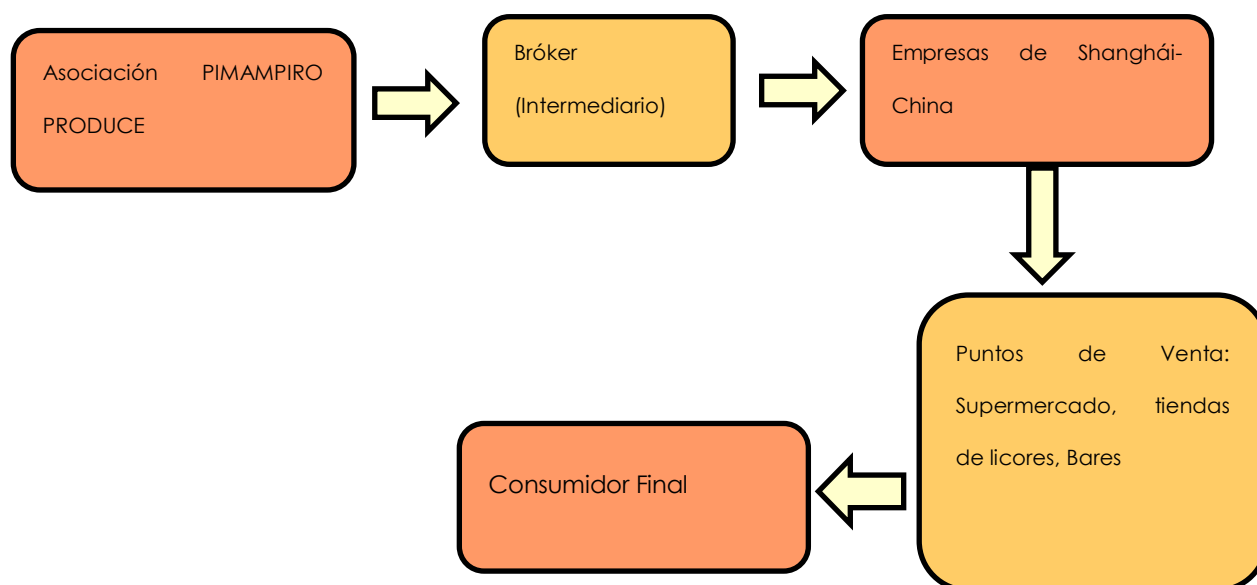 Asociación PIMAMPIRO
PRODUCE
Bróker
(Intermediario)
Empresas de Shanghái-
China
Puntos de Venta:
Supermercado, tiendas
de licores, Bares
Consumidor Final